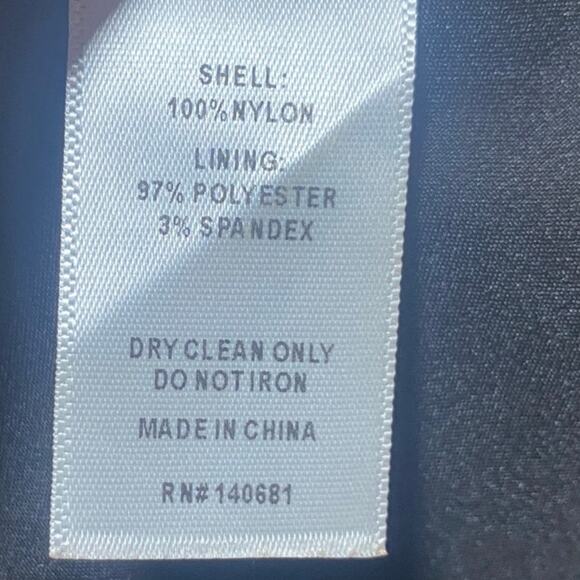 SHELL:
100% NYLON
LINING:
97% POLYESTER
3% SPANDEX
DRY CLEAN ONLY
DO NOT IRON
MADE IN CHINA
RN# 140681